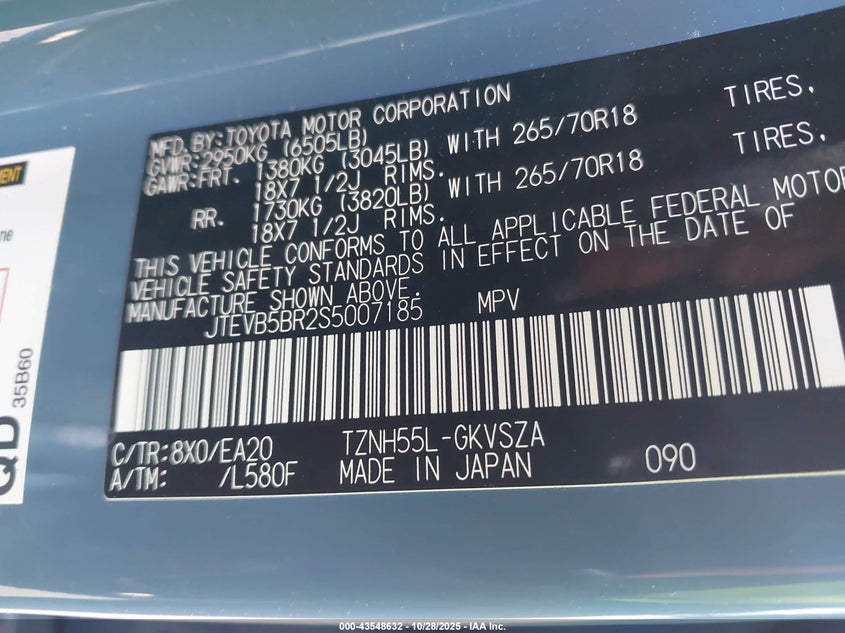 MFD.BY:TOYOTA MOTOR CORPORATION
GVWR:2950KG (6505LB)
GAWR:FRT. 1380KG (3045LB) WITH 265/70R18 TIRES,
18X7 1/2J RIMS.
RR. 1730KG (3820LB) WITH 265/70R18 TIRES,
18X7 1/2J RIMS.
THIS VEHICLE CONFORMS TO ALL APPLICABLE FEDERAL MOTOR
VEHICLE SAFETY STANDARDS IN EFFECT ON THE DATE OF
MANUFACTURE SHOWN ABOVE.
JTEVB5BR2S5007185 MPV
C/TR:8X0/EA20 TZNH55L-GKVSZA
A/TM: /L580F MADE IN JAPAN 090
QD
35B60
000-43548632 - 10/28/2025 - IAA Inc.